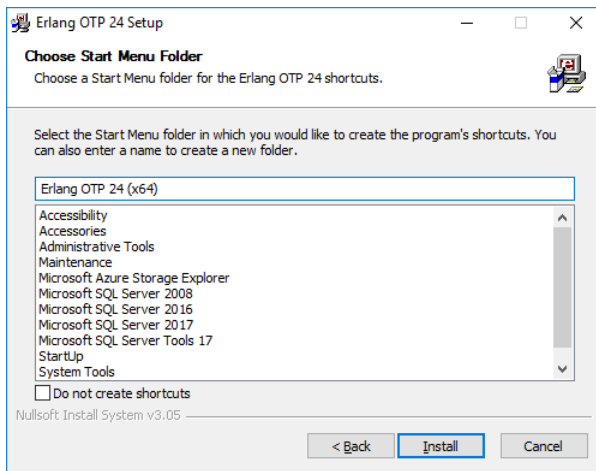 Erlang OTP 24 Setup
Choose Start Menu Folder
Choose a Start Menu folder for the Erlang OTP 24 shortcuts.
Select the Start Menu folder in which you would like to create the program's shortcuts. You
can also enter a name to create a new folder.
Erlang OTP 24 (x64)
Accessibility
Accessories
Administrative Tools
Maintenance
Microsoft Azure Storage Explorer
Microsoft SQL Server 2008
Microsoft SQL Server 2016
Microsoft SQL Server 2017
Microsoft SQL Server Tools 17
StartUp
System Tools
Do not create shortcuts
Nullsoft Install System v3.05
< Back Install Cancel